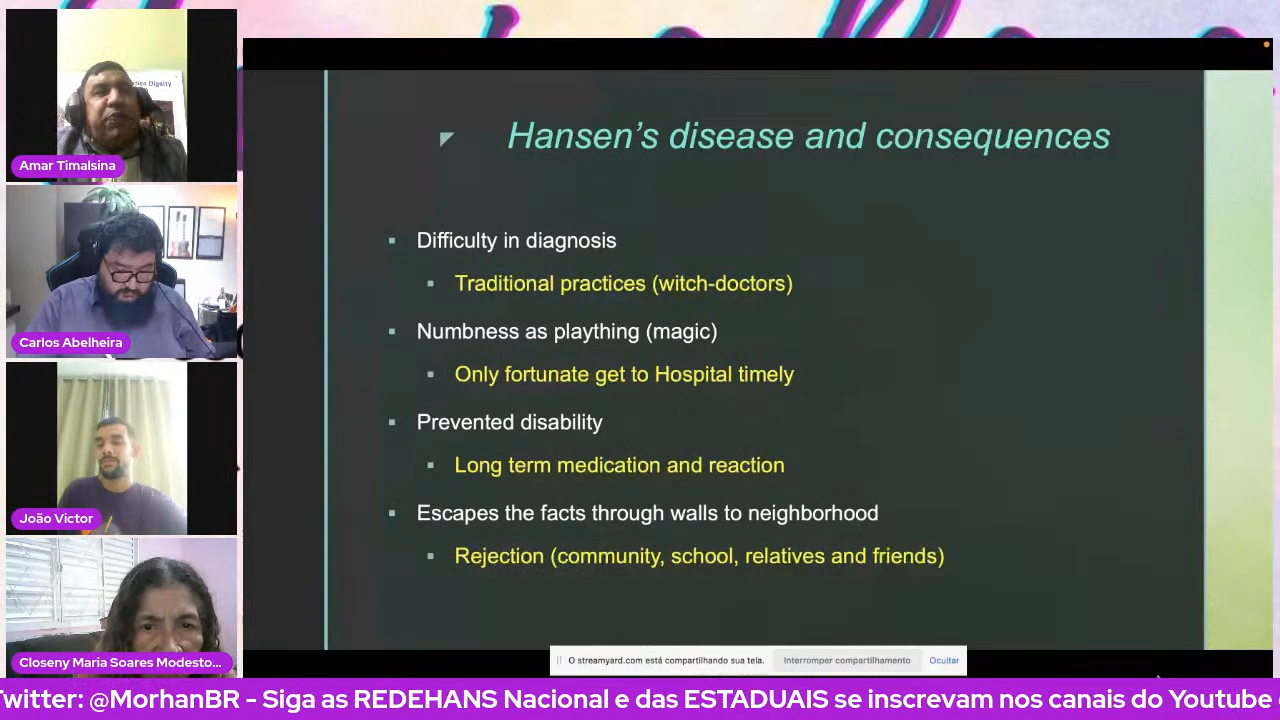 tion Dignity
Amar Timalsina
Carlos Abelheira
João Victor
Closeny Maria Soares Modesto...
Hansen's disease and consequences
Difficulty in diagnosis
Traditional practices (witch-doctors)
Numbness as plaything (magic)
Only fortunate get to Hospital timely
Prevented disability
Long term medication and reaction
Escapes the facts through walls to neighborhood
Rejection (community, school, relatives and friends)
O streamyard.com está compartilhando sua tela. Interromper compartilhamento Ocultar
Twitter: @MorhanBR - Siga as REDEHANS Nacional e das ESTADUAIS se inscrevam nos canais do Youtube